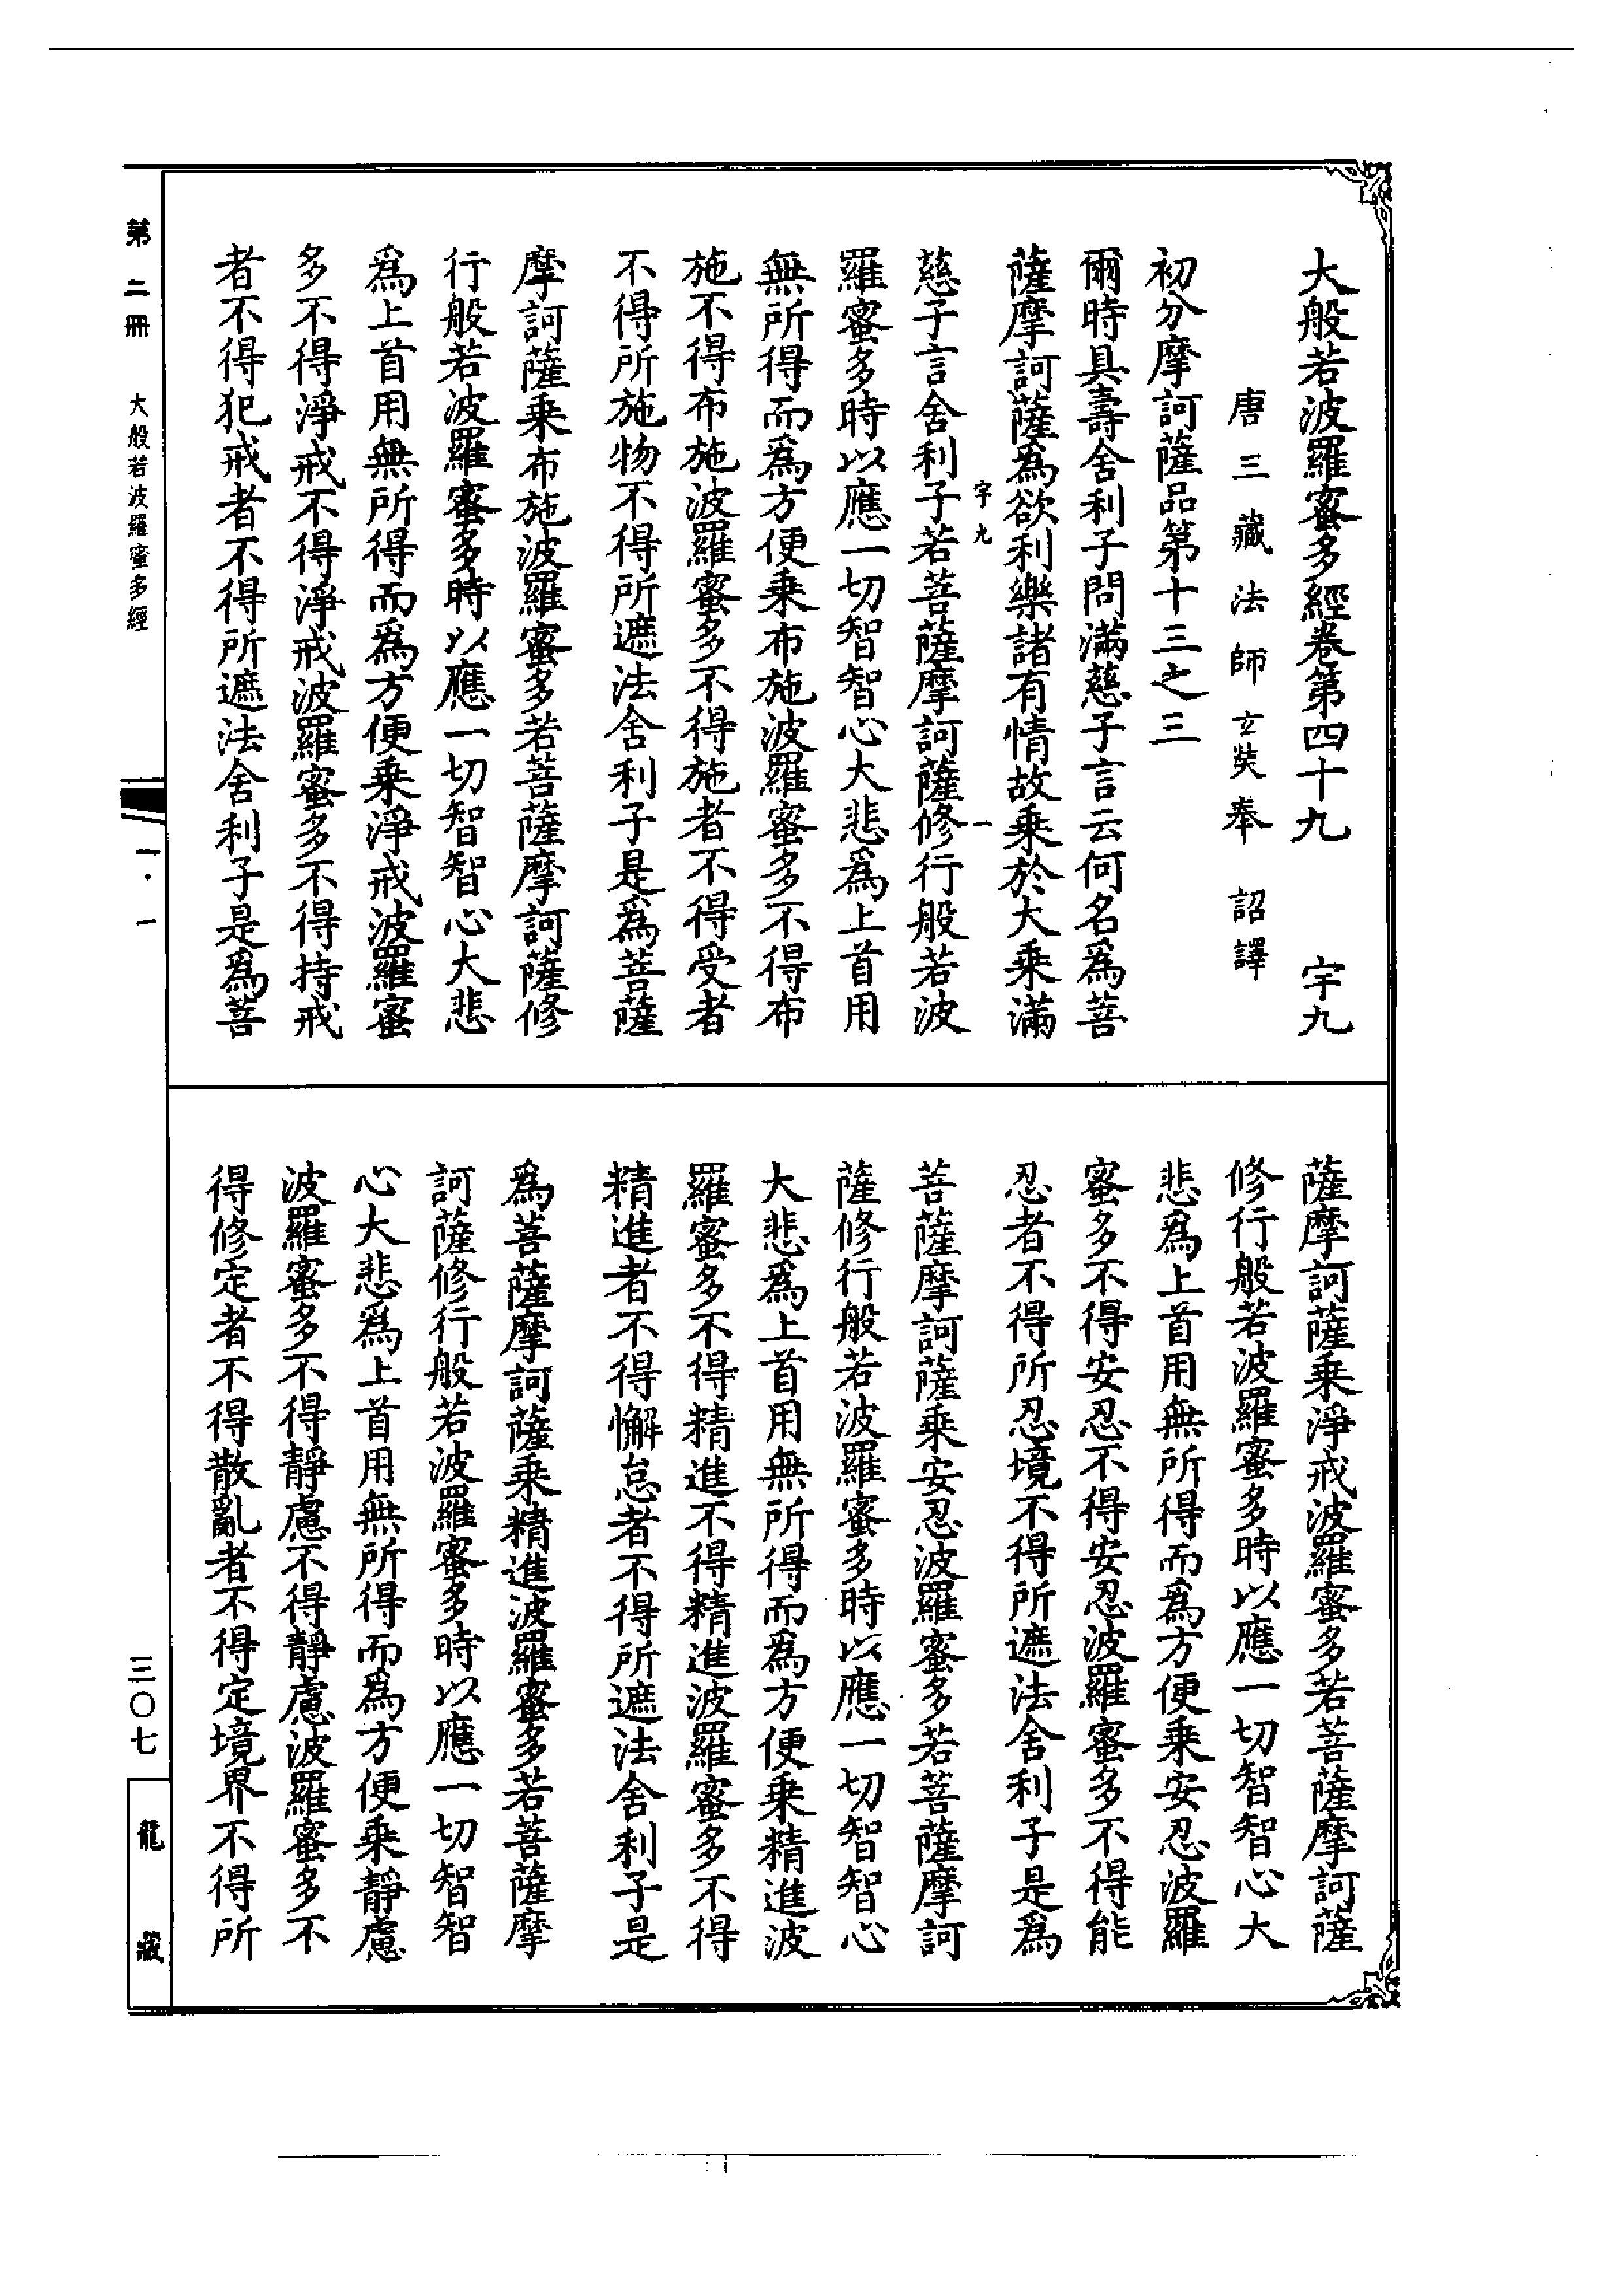 大般若波羅蜜多經卷第四十九　宇九
唐三藏法師玄奘奉　詔譯
初分摩訶薩品第十三之三
爾時具壽舍利子問滿慈子言云何名爲菩
薩摩訶薩爲欲利樂諸有情故乘於大乘滿
宇九　一
慈子言舍利子若菩薩摩訶薩修行般若波
羅蜜多時以應一切智智心大悲爲上首用
無所得而爲方便乘布施波羅蜜多不得布
施不得布施波羅蜜多不得施者不得受者
不得所施物不得所遮法舍利子是爲菩薩
摩訶薩乘布施波羅蜜多若菩薩摩訶薩修
行般若波羅蜜多時以應一切智智心大悲
爲上首用無所得而爲方便乘淨戒波羅蜜
多不得淨戒不得淨戒波羅蜜多不得持戒
者不得犯戒者不得所遮法舍利子是爲菩
薩摩訶薩乘淨戒波羅蜜多若菩薩摩訶薩
修行般若波羅蜜多時以應一切智智心大
悲爲上首用無所得而爲方便乘安忍波羅
蜜多不得安忍不得安忍波羅蜜多不得能
忍者不得所忍境不得所遮法舍利子是爲
菩薩摩訶薩乘安忍波羅蜜多若菩薩摩訶
薩修行般若波羅蜜多時以應一切智智心
大悲爲上首用無所得而爲方便乘精進波
羅蜜多不得精進不得精進波羅蜜多不得
精進者不得懈怠者不得所遮法舍利子是
爲菩薩摩訶薩乘精進波羅蜜多若菩薩摩
訶薩修行般若波羅蜜多時以應一切智智
心大悲爲上首用無所得而爲方便乘靜慮
波羅蜜多不得靜慮不得靜慮波羅蜜多不
得修定者不得散亂者不得定境界不得所
第二冊　大般若波羅蜜多經　一·一　三〇七　龍藏